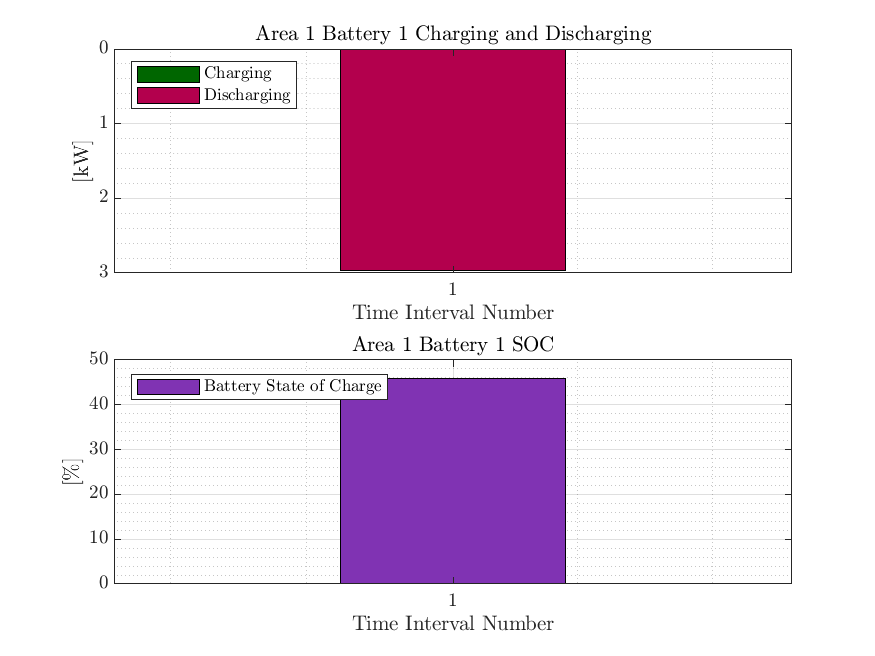 Area 1 Battery 1 Charging and Discharging
0
1
2
3
[kW]
Charging
Discharging
1
Time Interval Number
Area 1 Battery 1 SOC
50
40
30
20
10
0
[%]
Battery State of Charge
1
Time Interval Number